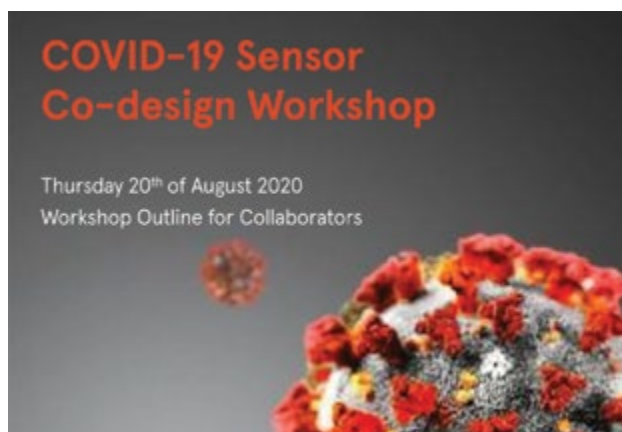 COVID-19 Sensor
Co-design Workshop
Thursday 20th of August 2020
Workshop Outline for Collaborators